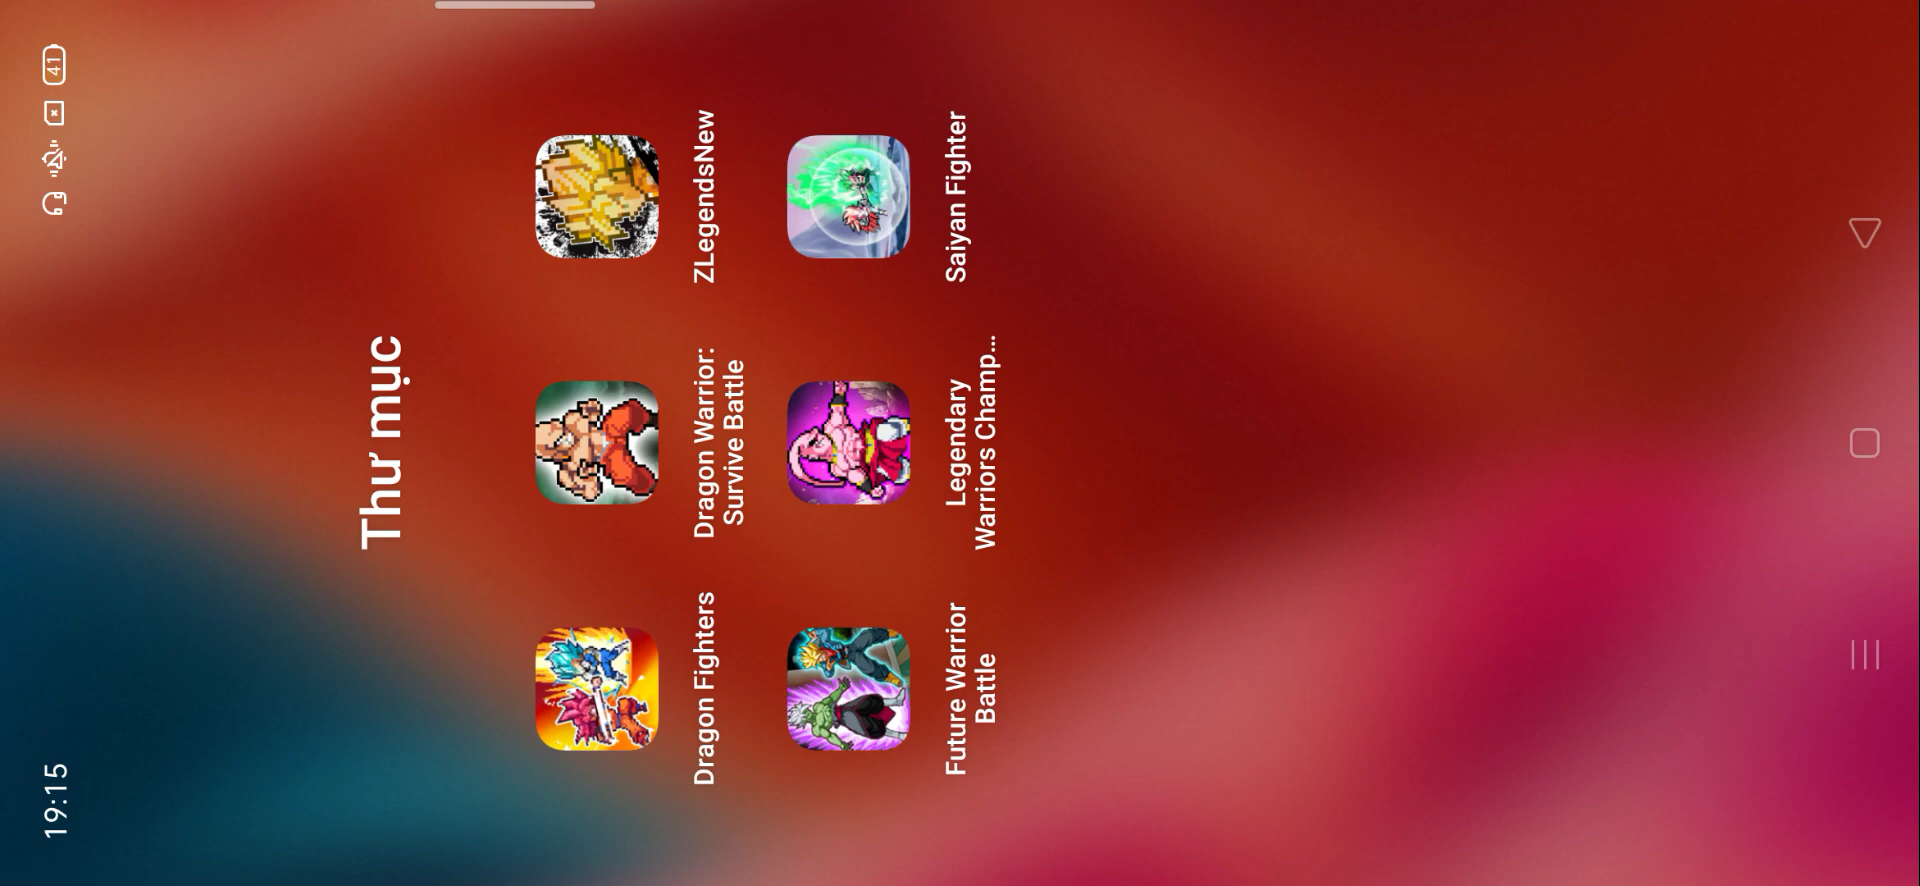 19:15
41
Thư mục
Dragon Fighters
Dragon Warrior:
Survive Battle
ZLegendsNew
Future Warrior
Battle
Legendary
Warriors Champ...
Saiyan Fighter